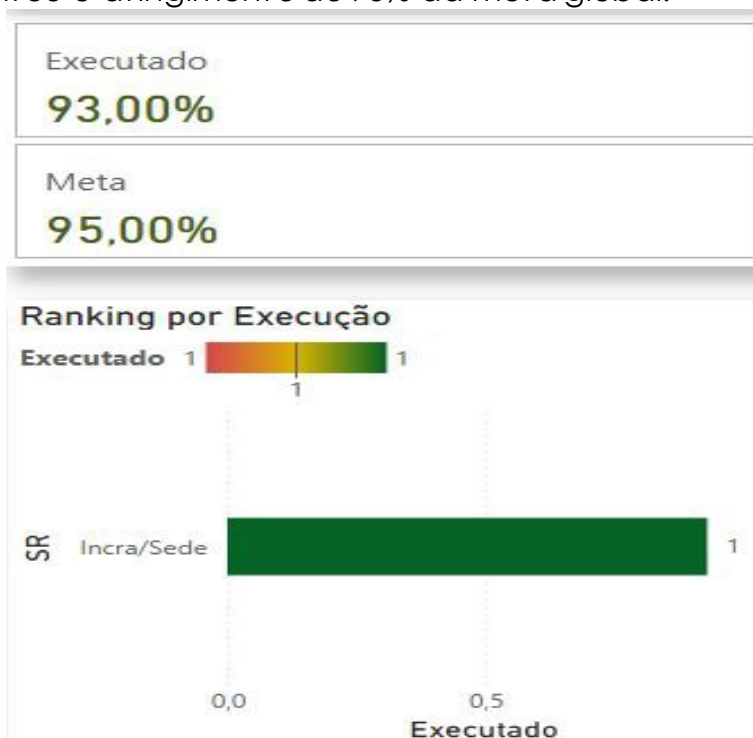 Executado
93,00%
Meta
95,00%
Ranking por Execução
Executado 1 1
1
SR Incra/Sede 1
0,0 0,5
Executado